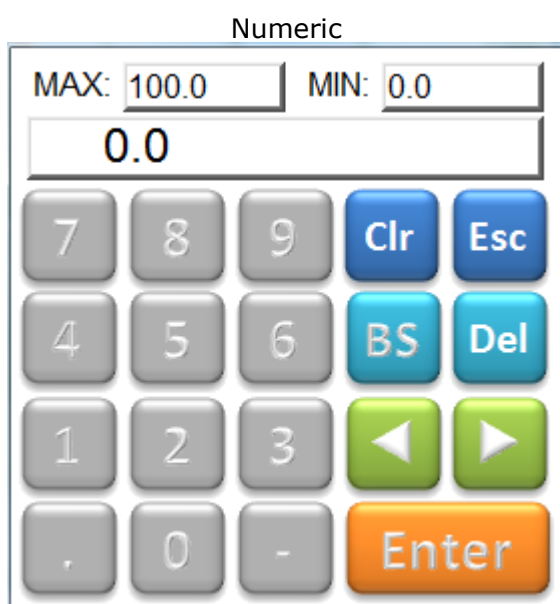 Numeric
MAX: 100.0 MIN: 0.0
0.0
7 8 9 Clr Esc
4 5 6 BS Del
1 2 3
. 0 - Enter